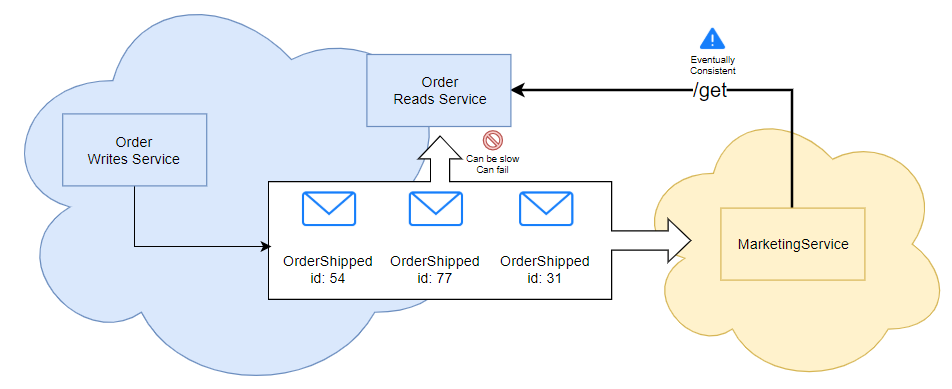 Eventually
Consistent
/get
Order
Reads Service
Order
Writes Service
Can be slow
Can fail
OrderShipped
id: 54
OrderShipped
id: 77
OrderShipped
id: 31
MarketingService